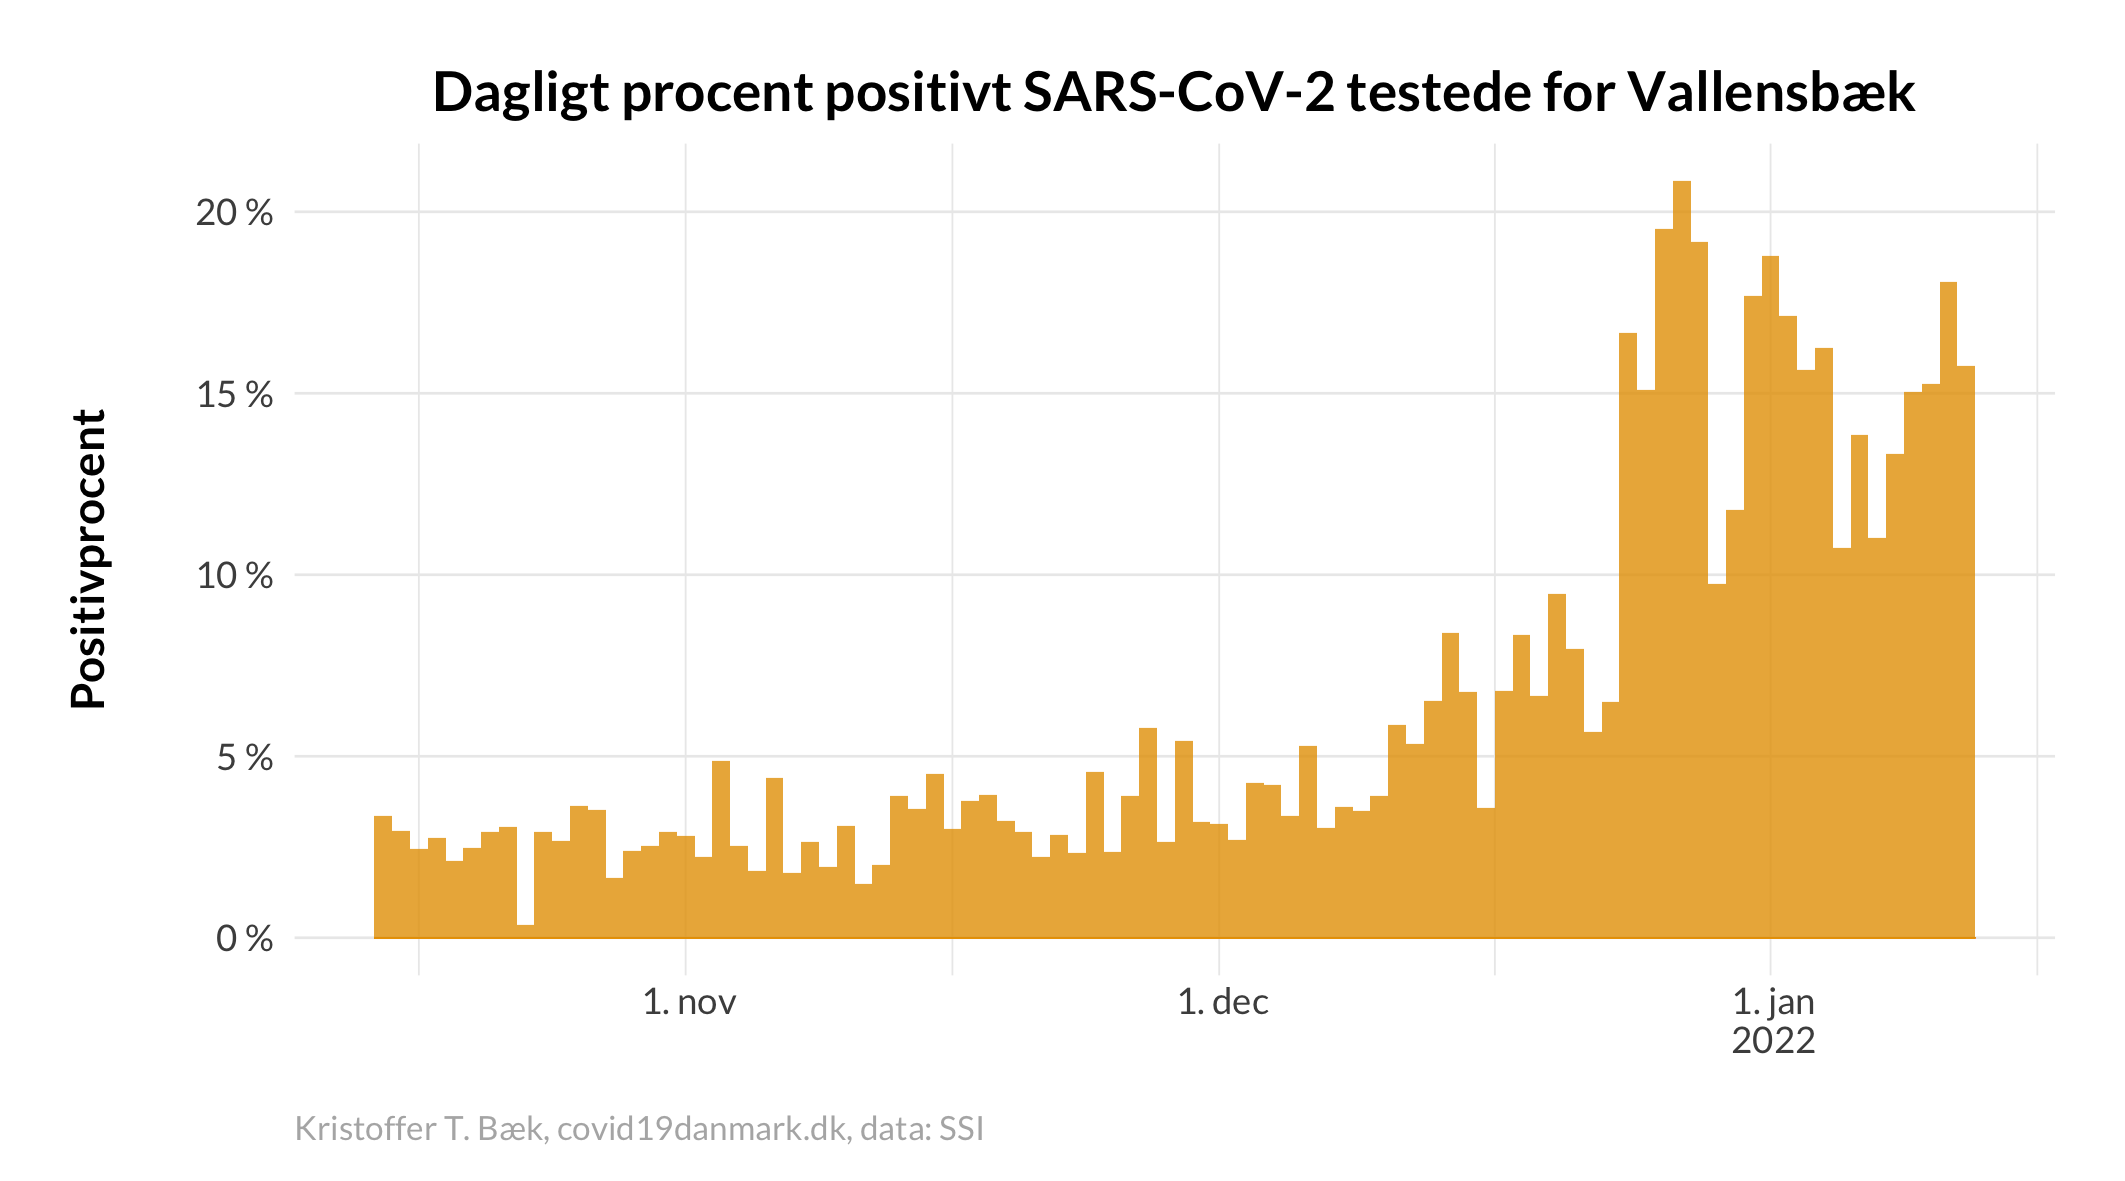 Dagligt procent positivt SARS-CoV-2 testede for Vallensbæk
Positivprocent
20 %
15 %
10 %
5 %
0 %
1. nov
1. dec
1. jan
2022
Kristoffer T. Bæk, covid19danmark.dk, data: SSI